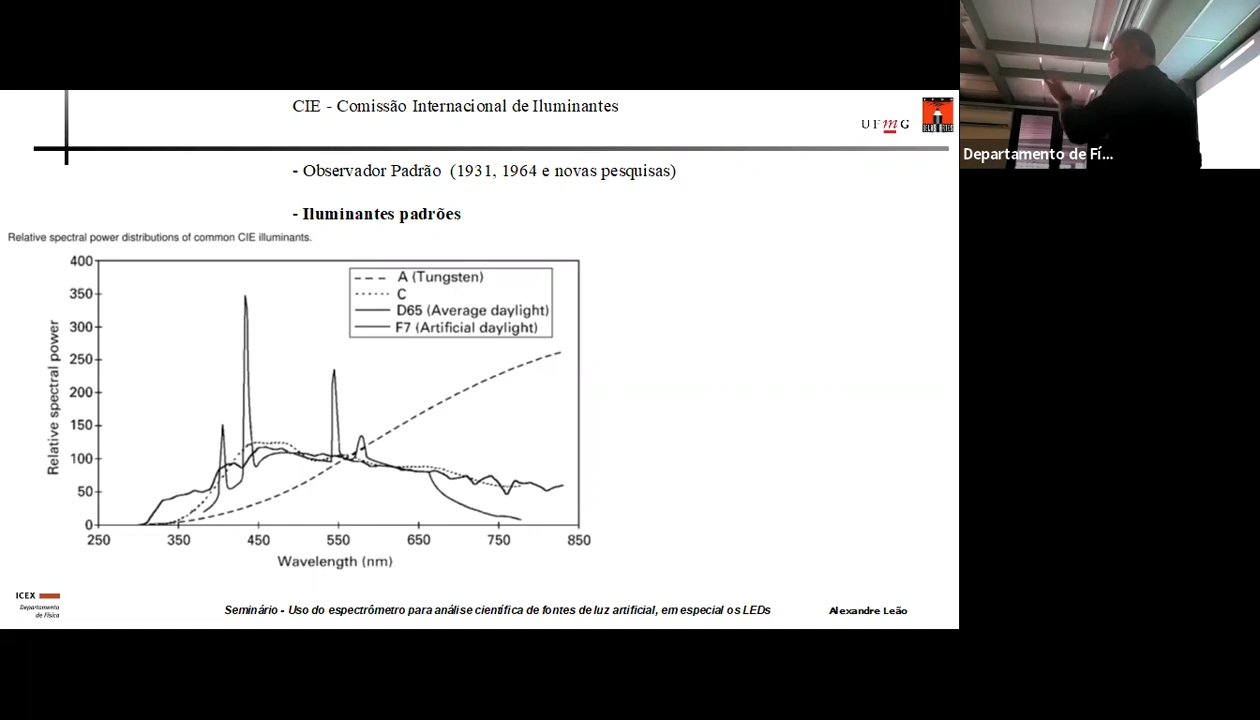 CIE - Comissão Internacional de Iluminantes
UFmG
Departamento de Fí...
- Observador Padrão (1931, 1964 e novas pesquisas)
- Iluminantes padrões
Relative spectral power distributions of common CIE illuminants.
400
350
300
250
200
150
100
50
0
Relative spectral power
A (Tungsten)
C
D65 (Average daylight)
F7 (Artificial daylight)
250 350 450 550 650 750 850
Wavelength (nm)
ICEX
Departamento
de Física
Seminário - Uso do espectrômetro para análise científica de fontes de luz artificial, em especial os LEDs
Alexandre Leão